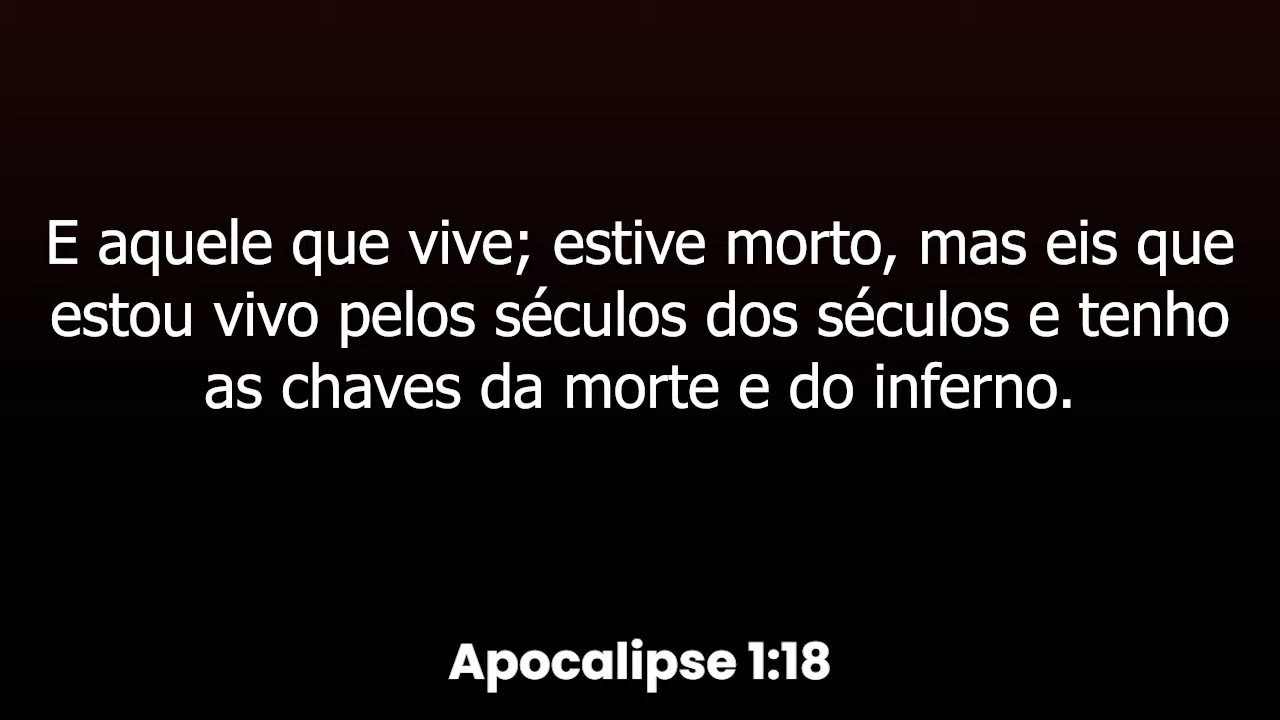 E aquele que vive; estive morto, mas eis que
estou vivo pelos séculos dos séculos e tenho
as chaves da morte e do inferno.
Apocalipse 1:18